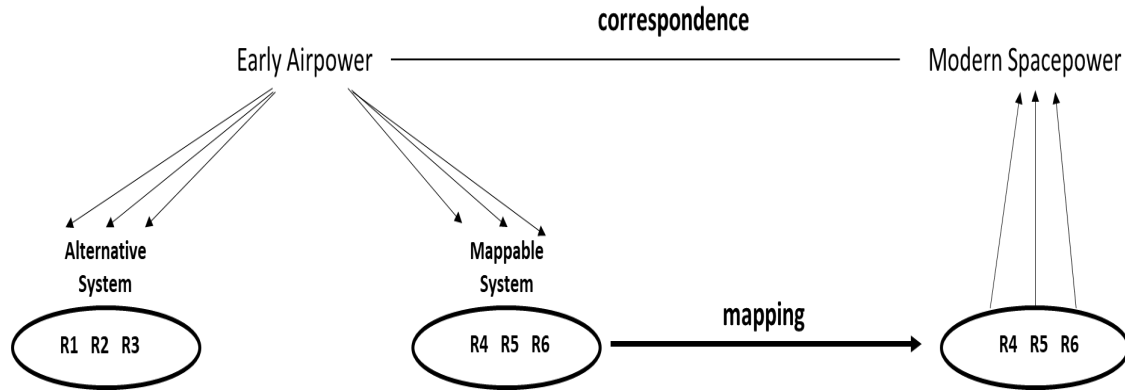 correspondence
Early Airpower
Modern Spacepower
Alternative
System
Mappable
System
R1 R2 R3
R4 R5 R6
mapping
R4 R5 R6